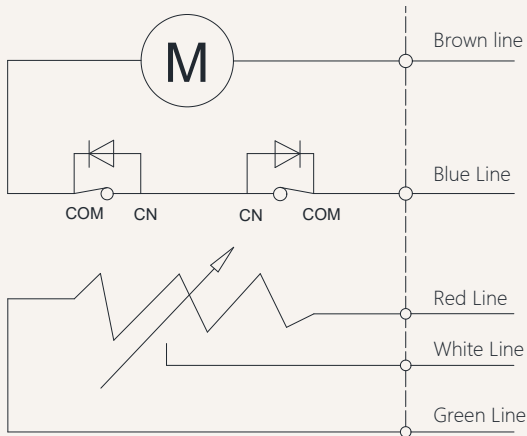 M
Brown line
Blue Line
COM CN CN COM
Red Line
White Line
Green Line